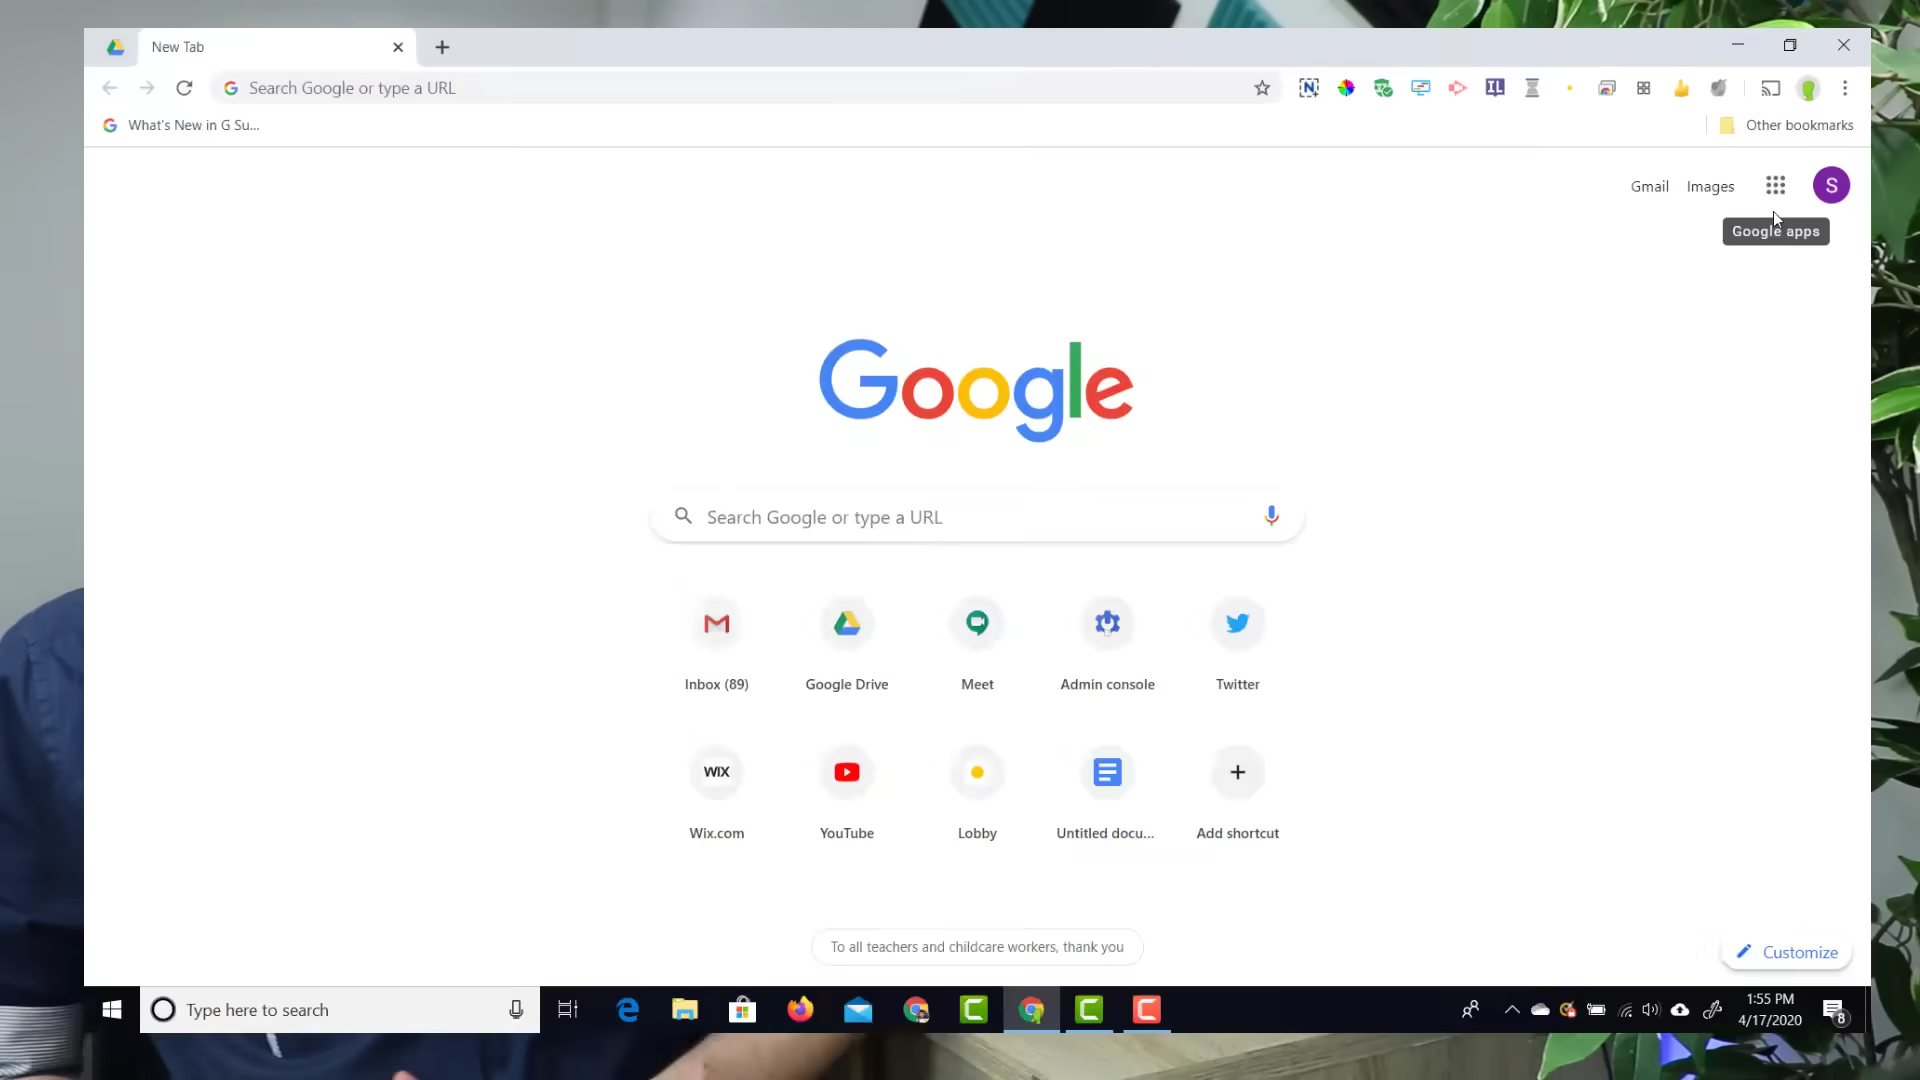 New Tab
Search Google or type a URL
What's New in G Su...
Other bookmarks
Gmail Images
S
Google apps
Google
Search Google or type a URL
Inbox (89) Google Drive Meet Admin console Twitter
WIX
Wix.com YouTube Lobby Untitled docu... Add shortcut
To all teachers and childcare workers, thank you
Customize
Type here to search
1:55 PM
4/17/2020
8